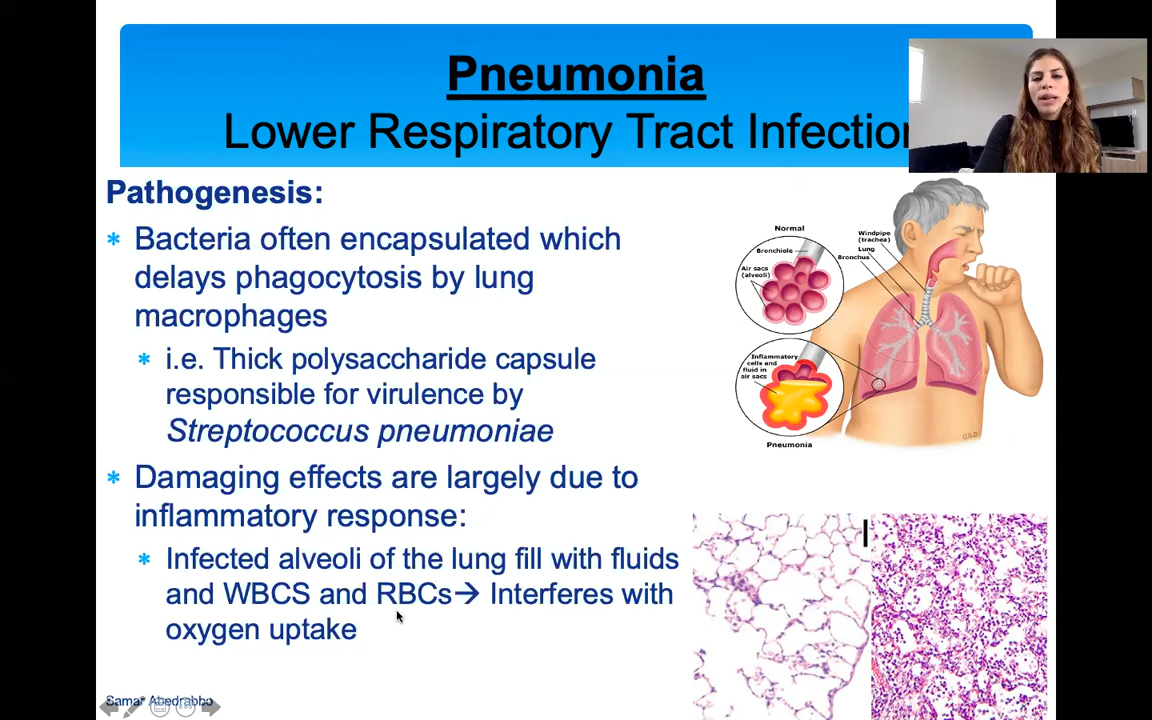 Pneumonia
Lower Respiratory Tract Infection
Pathogenesis:
* Bacteria often encapsulated which
delays phagocytosis by lung
macrophages
* i.e. Thick polysaccharide capsule
responsible for virulence by
Streptococcus pneumoniae
* Damaging effects are largely due to
inflammatory response:
* Infected alveoli of the lung fill with fluids
and WBCS and RBCs→ Interferes with
oxygen uptake
Normal
Bronchiole
Air sacs
(alveoli)
Windpipe
(trachea)
Lung
Bronchus
Inflammatory
cells and
fluid in
air sacs
Pneumonia
Samar Abedrabbo